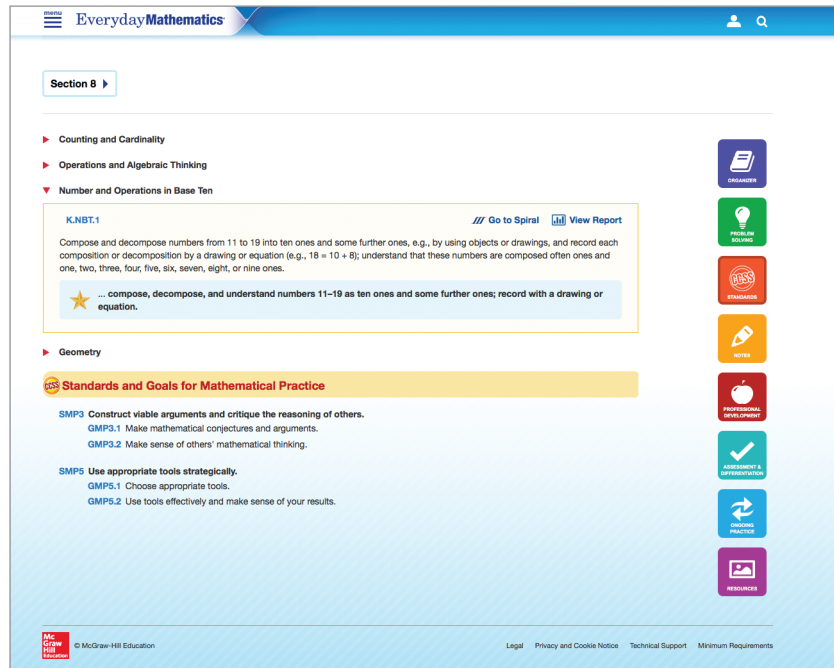 menu
Everyday Mathematics
Section 8
Counting and Cardinality
Operations and Algebraic Thinking
Number and Operations in Base Ten
K.NBT.1
Go to Spiral
View Report
Compose and decompose numbers from 11 to 19 into ten ones and some further ones, e.g., by using objects or drawings, and record each
composition or decomposition by a drawing or equation (e.g., 18 = 10 + 8); understand that these numbers are composed often ones and
one, two, three, four, five, six, seven, eight, or nine ones.
... compose, decompose, and understand numbers 11–19 as ten ones and some further ones; record with a drawing or
equation.
Geometry
CCSS Standards and Goals for Mathematical Practice
SMP3 Construct viable arguments and critique the reasoning of others.
GMP3.1 Make mathematical conjectures and arguments.
GMP3.2 Make sense of others' mathematical thinking.
SMP5 Use appropriate tools strategically.
GMP5.1 Choose appropriate tools.
GMP5.2 Use tools effectively and make sense of your results.
ORGANIZER
PROBLEM
SOLVING
CCSS
STANDARDS
NOTES
PROFESSIONAL
DEVELOPMENT
ASSESSMENT &
DIFFERENTIATION
ONGOING
PRACTICE
RESOURCES
Mc
Graw
Hill
Education
© McGraw-Hill Education
Legal Privacy and Cookie Notice Technical Support Minimum Requirements